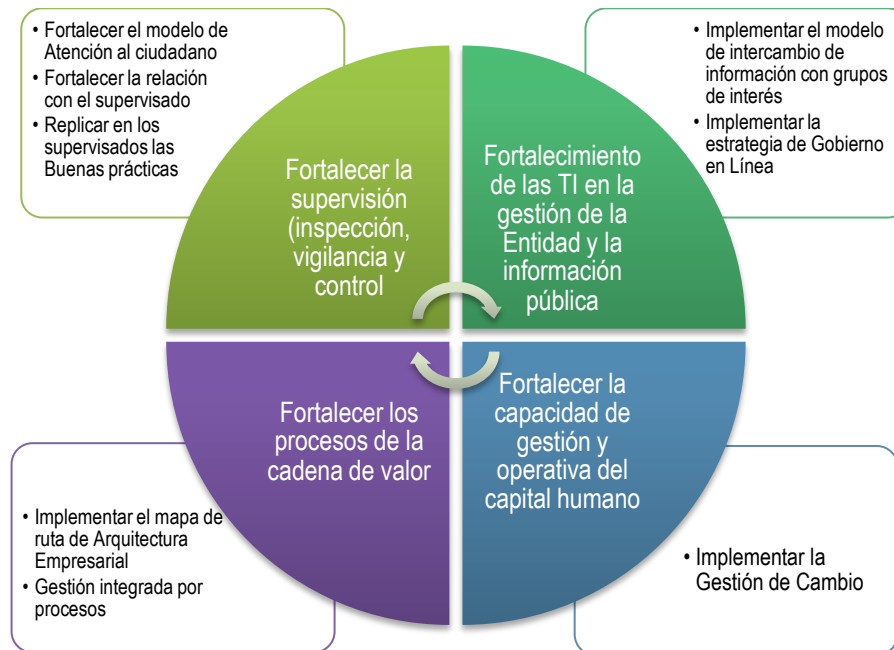 • Fortalecer el modelo de
Atención al ciudadano
• Fortalecer la relación
con el supervisado
• Replicar en los
supervisados las
Buenas prácticas
• Implementar el modelo
de intercambio de
información con grupos
de interés
• Implementar la
estrategia de Gobierno
en Línea
Fortalecer la
supervisión
(inspección,
vigilancia y
control
Fortalecimiento
de las TI en la
gestión de la
Entidad y la
información
pública
Fortalecer los
procesos de la
cadena de valor
Fortalecer la
capacidad de
gestión y
operativa del
capital humano
• Implementar el mapa de
ruta de Arquitectura
Empresarial
• Gestión integrada por
procesos
• Implementar la
Gestión de Cambio